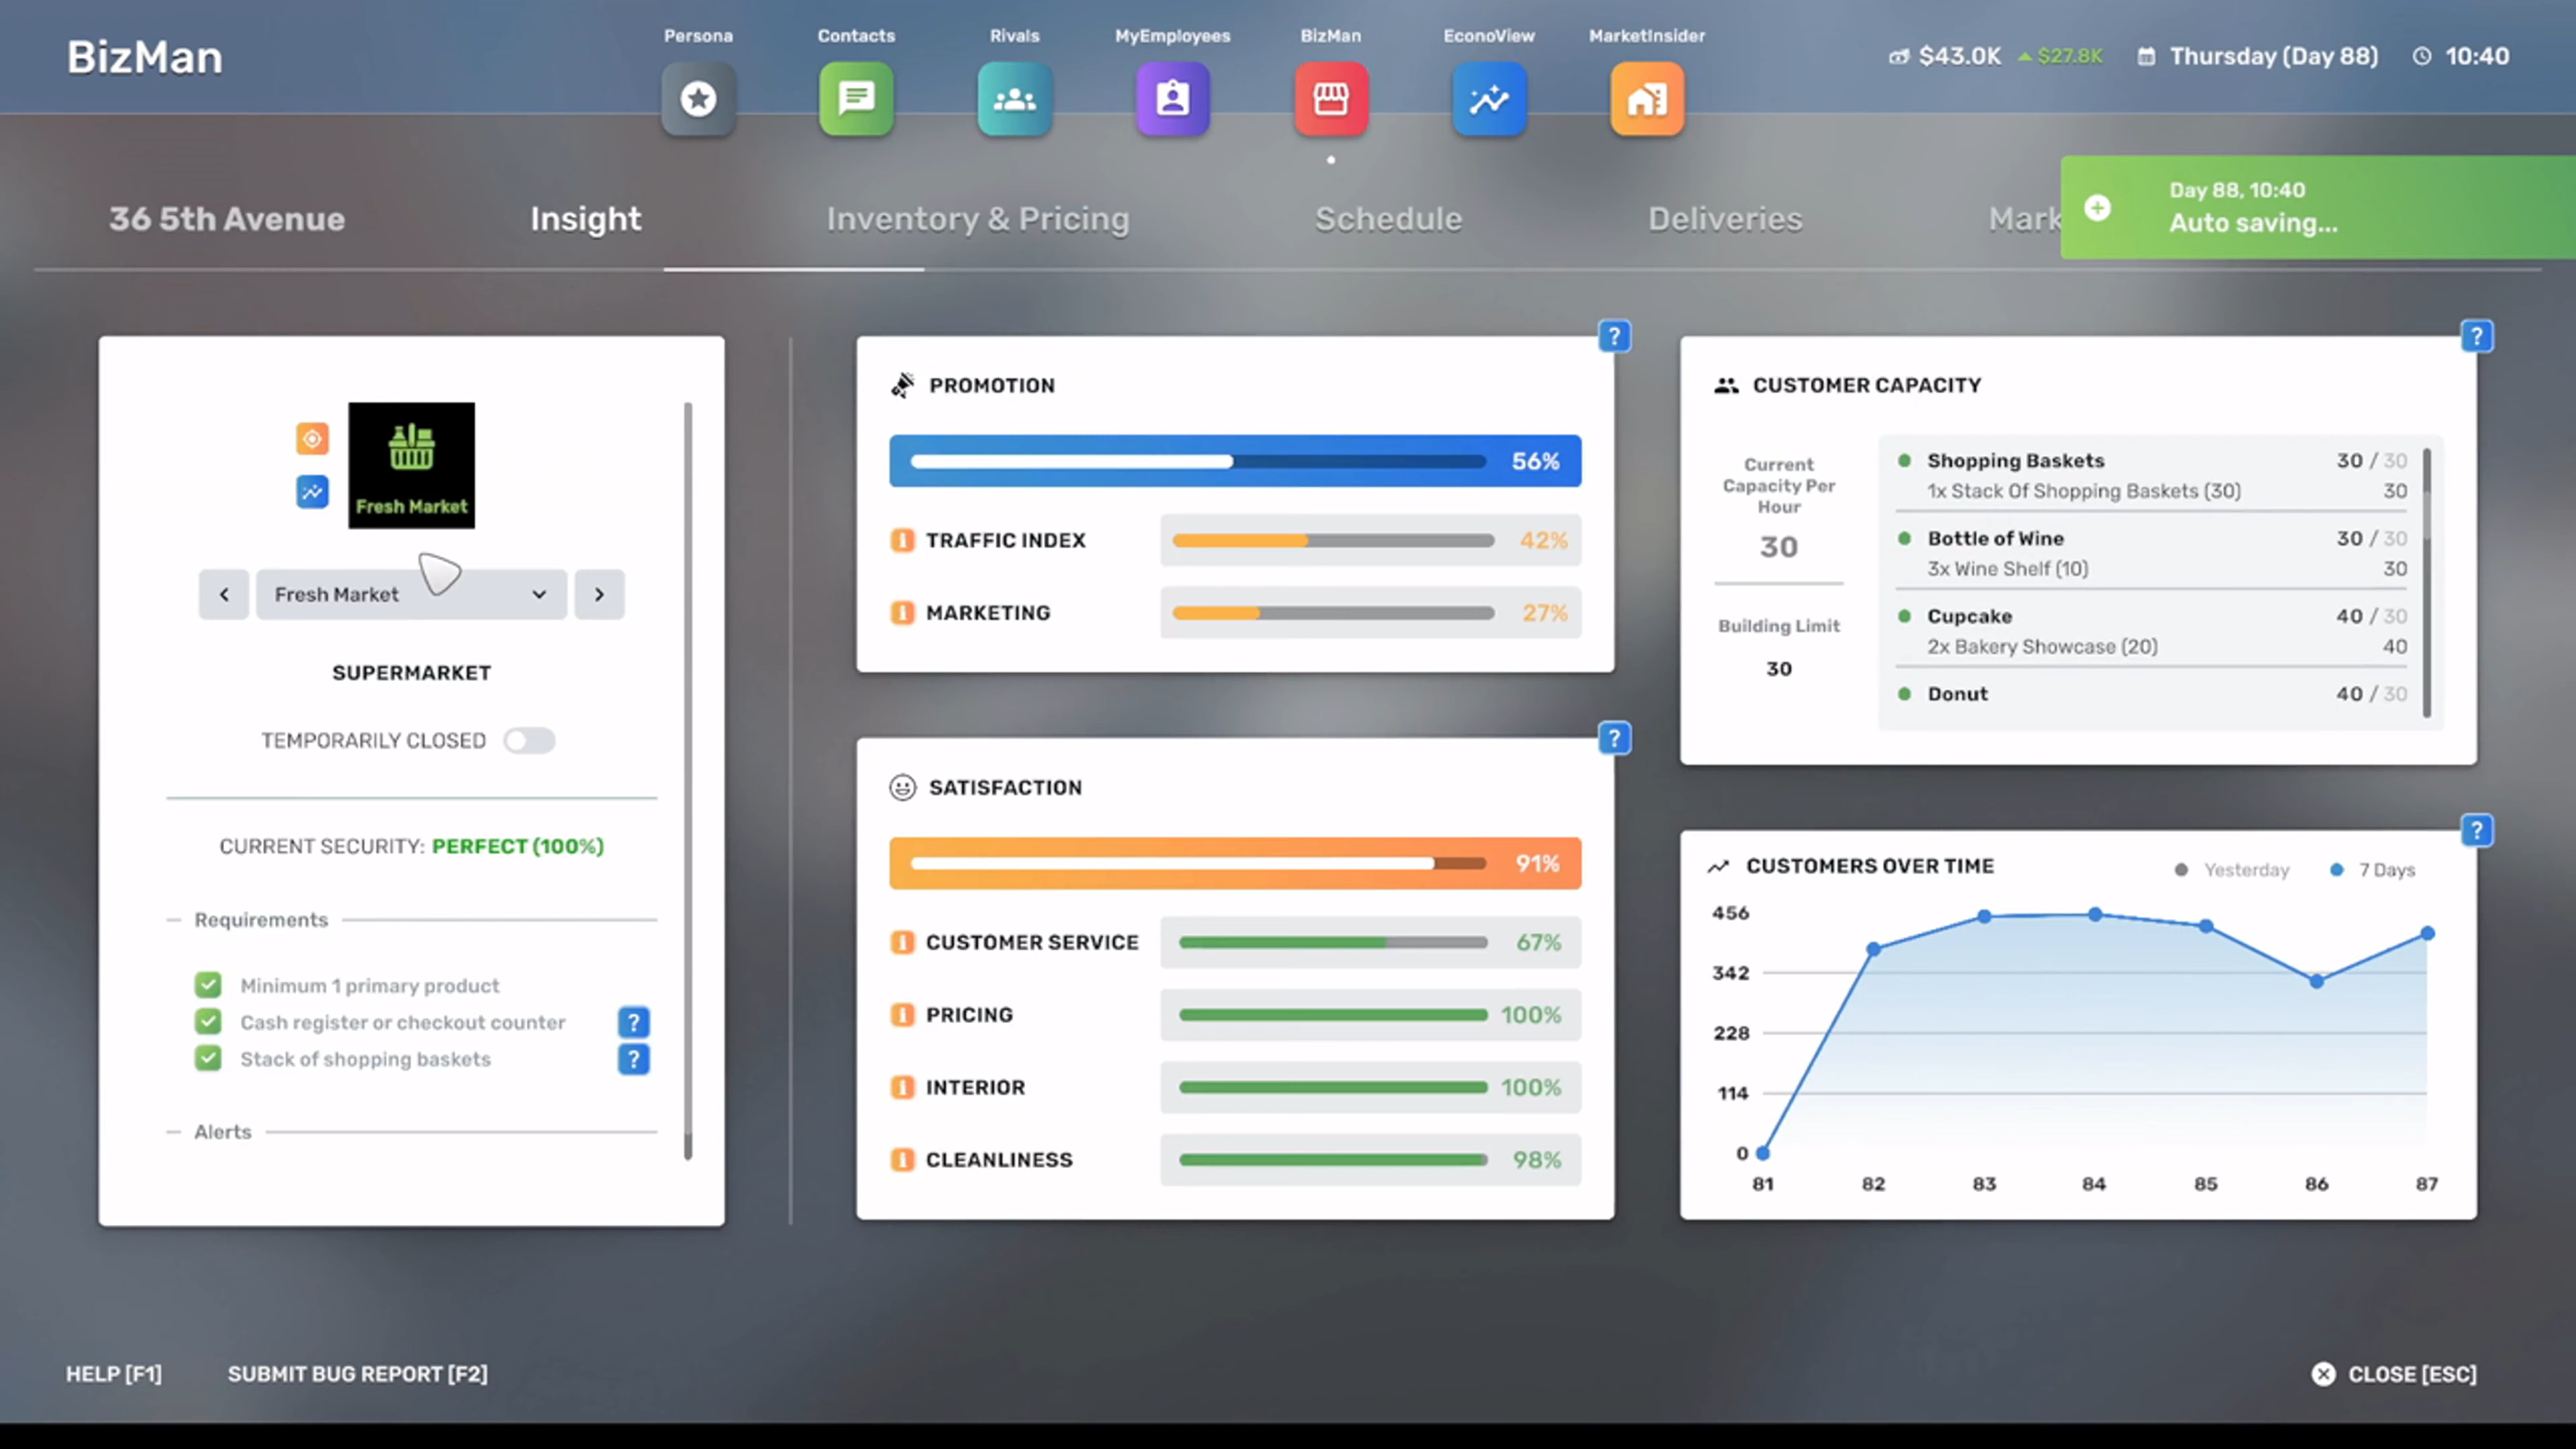 BizMan
Persona
Contacts
Rivals
MyEmployees
BizMan
EconoView
MarketInsider
$43.0K
$27.8K
Thursday (Day 88)
10:40
36 5th Avenue
Insight
Inventory & Pricing
Schedule
Deliveries
Mark
Day 88, 10:40
Auto saving...
Fresh Market
Fresh Market
SUPERMARKET
TEMPORARILY CLOSED
CURRENT SECURITY: PERFECT (100%)
Requirements
Minimum 1 primary product
Cash register or checkout counter ?
Stack of shopping baskets ?
Alerts
?
PROMOTION
56%
TRAFFIC INDEX 42%
MARKETING 27%
?
SATISFACTION
91%
CUSTOMER SERVICE 67%
PRICING 100%
INTERIOR 100%
CLEANLINESS 98%
?
CUSTOMER CAPACITY
Current
Capacity Per
Hour
30
Building Limit
30
Shopping Baskets 30 / 30
1x Stack Of Shopping Baskets (30) 30
Bottle of Wine 30 / 30
3x Wine Shelf (10) 30
Cupcake 40 / 30
2x Bakery Showcase (20) 40
Donut 40 / 30
?
CUSTOMERS OVER TIME
Yesterday
7 Days
456
342
228
114
0
81 82 83 84 85 86 87
HELP [F1]
SUBMIT BUG REPORT [F2]
CLOSE [ESC]